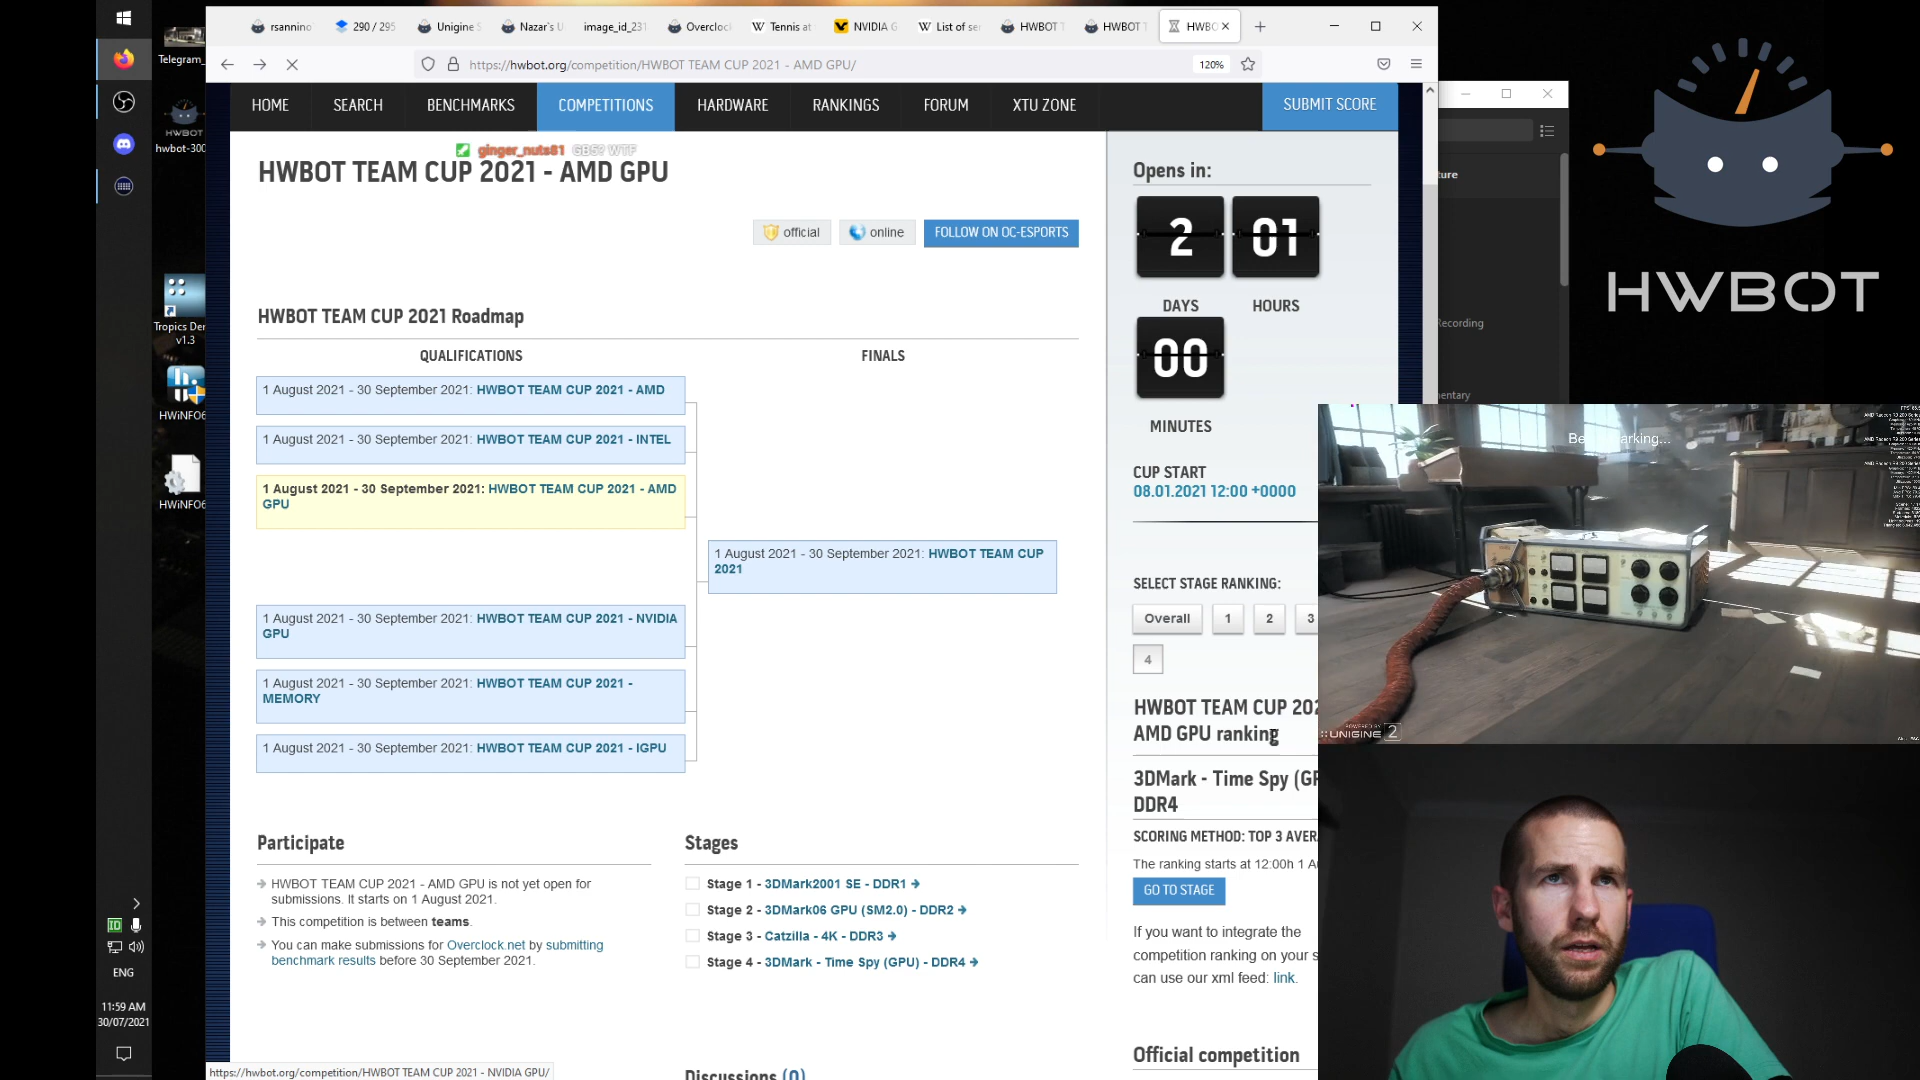 rsannino
290 / 295
Unigine S
Nazar's U
image_id_231
Overcloc
Tennis at
NVIDIA G
List of se
HWBOT T
HWBOT T
HWBO
https://hwbot.org/competition/HWBOT TEAM CUP 2021 - AMD GPU/
120%
HOME
SEARCH
BENCHMARKS
COMPETITIONS
HARDWARE
RANKINGS
FORUM
XTU ZONE
SUBMIT SCORE
ginger_nuts81 GB5? WTF
HWBOT TEAM CUP 2021 - AMD GPU
official
online
FOLLOW ON OC-ESPORTS
HWBOT TEAM CUP 2021 Roadmap
QUALIFICATIONS
FINALS
1 August 2021 - 30 September 2021: HWBOT TEAM CUP 2021 - AMD
1 August 2021 - 30 September 2021: HWBOT TEAM CUP 2021 - INTEL
1 August 2021 - 30 September 2021: HWBOT TEAM CUP 2021 - AMD
GPU
1 August 2021 - 30 September 2021: HWBOT TEAM CUP
2021
1 August 2021 - 30 September 2021: HWBOT TEAM CUP 2021 - NVIDIA
GPU
1 August 2021 - 30 September 2021: HWBOT TEAM CUP 2021 -
MEMORY
1 August 2021 - 30 September 2021: HWBOT TEAM CUP 2021 - IGPU
Participate
HWBOT TEAM CUP 2021 - AMD GPU is not yet open for
submissions. It starts on 1 August 2021.
This competition is between teams.
You can make submissions for Overclock.net by submitting
benchmark results before 30 September 2021.
Stages
Stage 1 - 3DMark2001 SE - DDR1
Stage 2 - 3DMark06 GPU (SM2.0) - DDR2
Stage 3 - Catzilla - 4K - DDR3
Stage 4 - 3DMark - Time Spy (GPU) - DDR4
Discussions (0)
Opens in:
2
01
DAYS
HOURS
00
MINUTES
CUP START
08.01.2021 12:00 +0000
SELECT STAGE RANKING:
Overall
1
2
3
4
HWBOT TEAM CUP 202
AMD GPU ranking
3DMark - Time Spy (GP
DDR4
SCORING METHOD: TOP 3 AVER
The ranking starts at 12:00h 1 Au
GO TO STAGE
If you want to integrate the
competition ranking on your s
can use our xml feed: link.
Official competition
https://hwbot.org/competition/HWBOT TEAM CUP 2021 - NVIDIA GPU/
Telegram_
HWBOT
hwbot-300
Tropics De
v1.3
HWiNFO6
HWiNFO6
ENG
11:59 AM
30/07/2021
ture
Recording
mentary
HWBOT
POWERED BY
UNIGINE 2